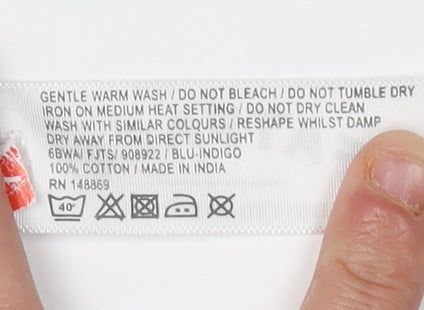 GENTLE WARM WASH / DO NOT BLEACH / DO NOT TUMBLE DRY
IRON ON MEDIUM HEAT SETTING / DO NOT DRY CLEAN
WASH WITH SIMILAR COLOURS / RESHAPE WHILST DAMP
DRY AWAY FROM DIRECT SUNLIGHT
6BWA/ FJTS/ 908922 / BLU-INDIGO
100% COTTON / MADE IN INDIA
RN 148869
40°